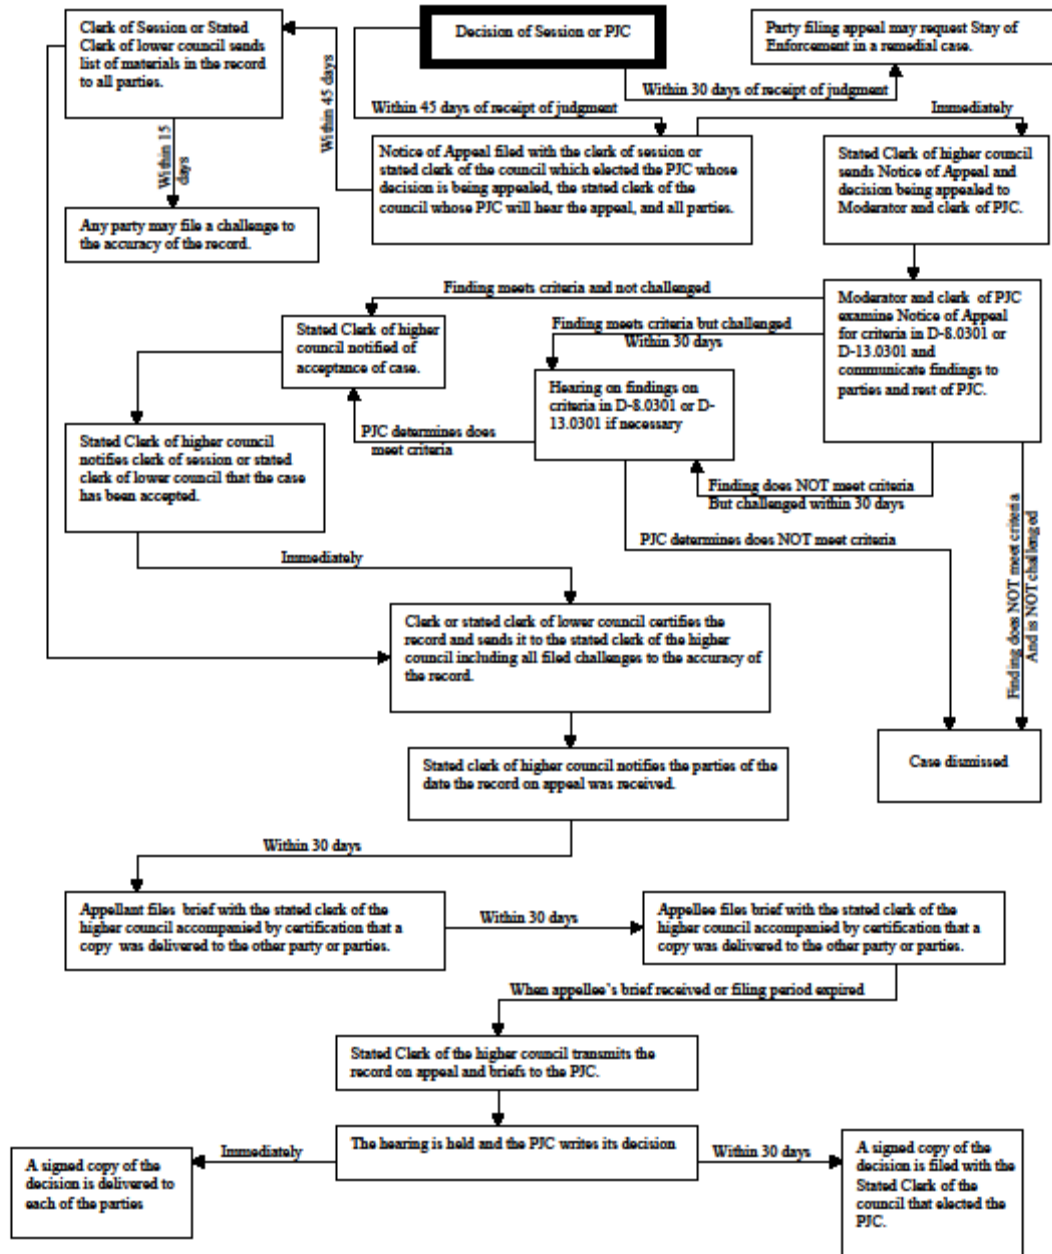 Clerk of Session or Stated
Clerk of lower council sends
list of materials in the record
to all parties.
Decision of Session or PJC
Party filing appeal may request Stay of
Enforcement in a remedial case.
Within 45 days
Within 30 days of receipt of judgment
Within 45 days of receipt of judgment
Immediately
Within 15
days
Notice of Appeal filed with the clerk of session or
stated clerk of the council which elected the PJC whose
decision is being appealed, the stated clerk of the
council whose PJC will hear the appeal, and all parties.
Stated Clerk of higher council
sends Notice of Appeal and
decision being appealed to
Moderator and clerk of PJC.
Any party may file a challenge to
the accuracy of the record.
Finding meets criteria and not challenged
Moderator and clerk of PJC
examine Notice of Appeal
for criteria in D-8.0301 or
D-13.0301 and
communicate findings to
parties and rest of PJC.
Stated Clerk of higher
council notified of
acceptance of case.
Finding meets criteria but challenged
Within 30 days
Hearing on findings on
criteria in D-8.0301 or D-
13.0301 if necessary
PJC determines does
meet criteria
Stated Clerk of higher council
notifies clerk of session or stated
clerk of lower council that the case
has been accepted.
Finding does NOT meet criteria
But challenged within 30 days
PJC determines does NOT meet criteria
Finding does NOT meet criteria
And is NOT challenged
Immediately
Clerk or stated clerk of lower council certifies the
record and sends it to the stated clerk of the higher
council including all filed challenges to the accuracy of
the record.
Stated clerk of higher council notifies the parties of the
date the record on appeal was received.
Case dismissed
Within 30 days
Appellant files brief with the stated clerk of the
higher council accompanied by certification that a
copy was delivered to the other party or parties.
Within 30 days
Appellee files brief with the stated clerk of the
higher council accompanied by certification that a
copy was delivered to the other party or parties.
When appellee's brief received or filing period expired
Stated Clerk of the higher council transmits the
record on appeal and briefs to the PJC.
The hearing is held and the PJC writes its decision
Immediately
Within 30 days
A signed copy of the
decision is delivered to
each of the parties
A signed copy of the
decision is filed with the
Stated Clerk of the
council that elected the
PJC.